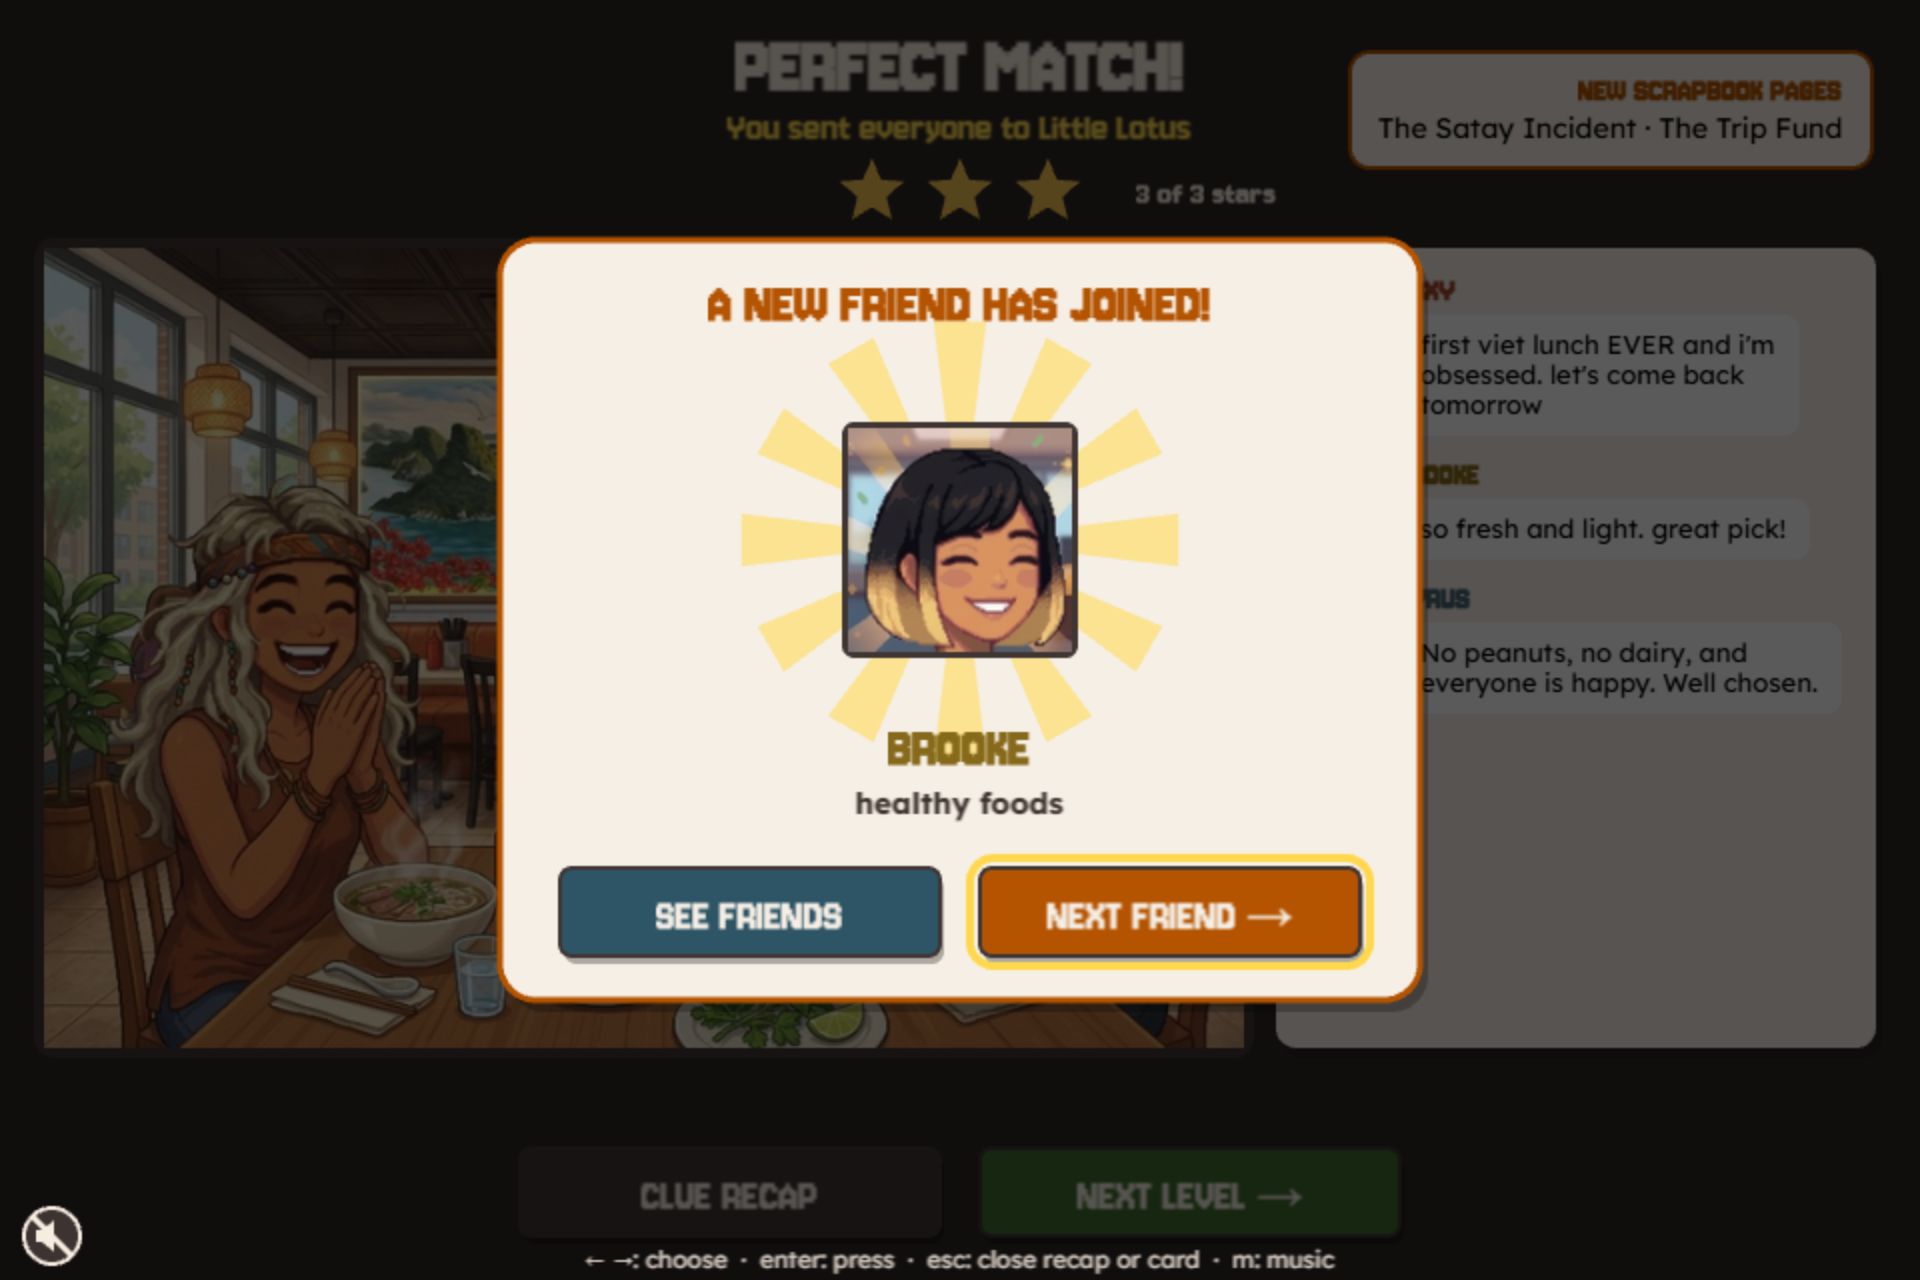 PERFECT MATCH!
You sent everyone to Little Lotus
3 of 3 stars
NEW SCRAPBOOK PAGES
The Satay Incident · The Trip Fund
A NEW FRIEND HAS JOINED!
BROOKE
healthy foods
SEE FRIENDS
NEXT FRIEND →
first viet lunch EVER and i'm
obsessed. let's come back
tomorrow
so fresh and light. great pick!
No peanuts, no dairy, and
everyone is happy. Well chosen.
CLUE RECAP
NEXT LEVEL →
← →: choose · enter: press · esc: close recap or card · m: music